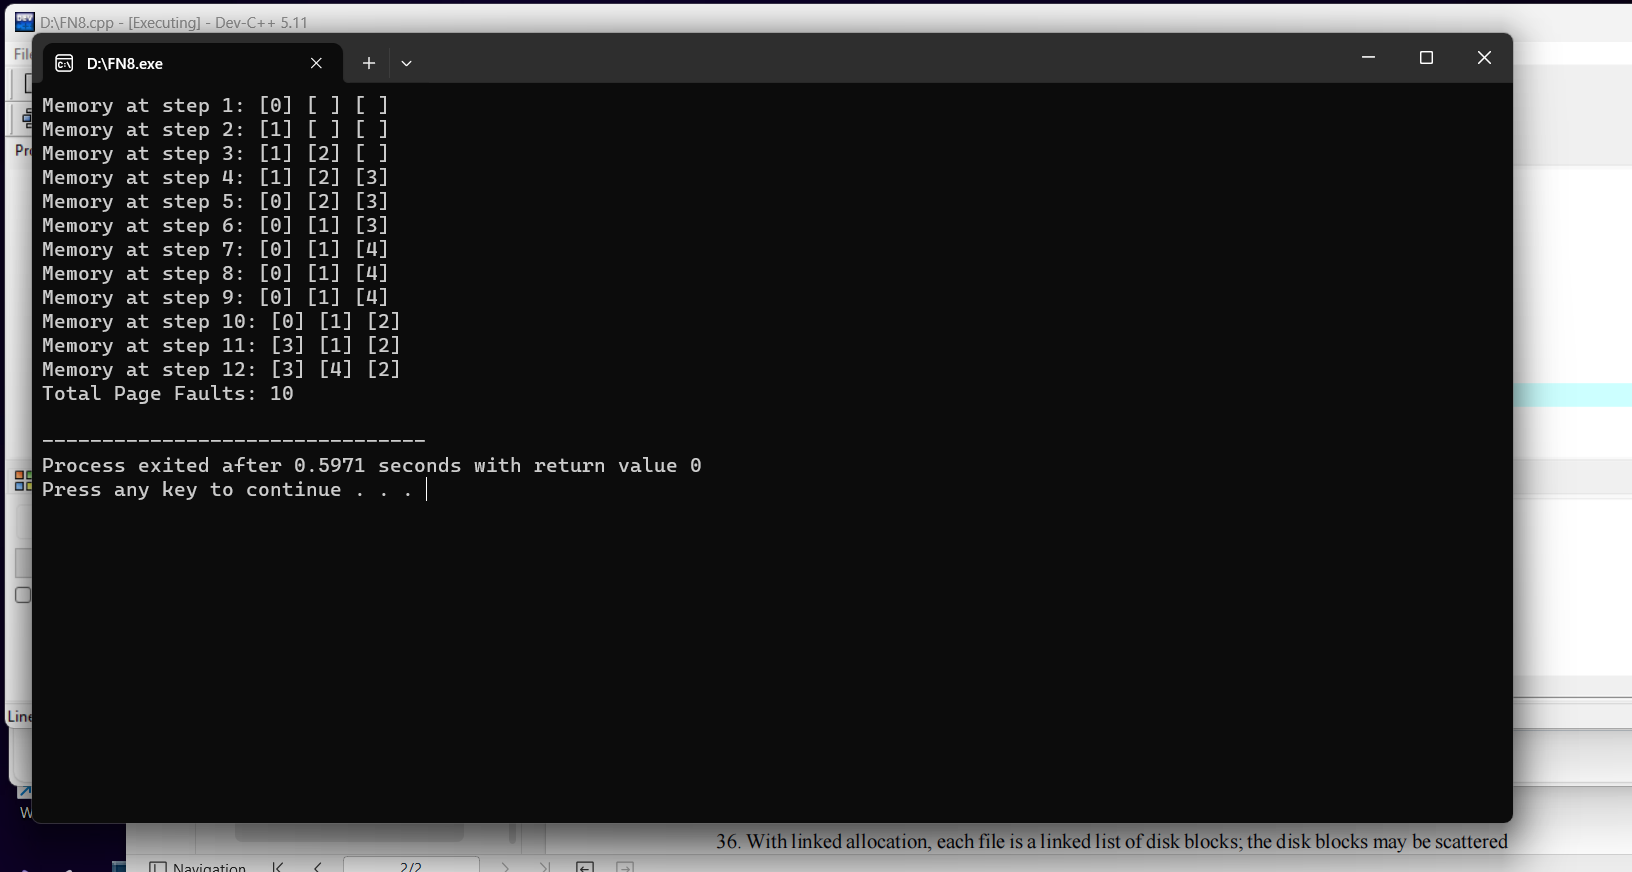 D:\FN8.cpp - [Executing] - Dev-C++ 5.11
D:\FN8.exe
Memory at step 1: [0] [ ] [ ]
Memory at step 2: [1] [ ] [ ]
Memory at step 3: [1] [2] [ ]
Memory at step 4: [1] [2] [3]
Memory at step 5: [0] [2] [3]
Memory at step 6: [0] [1] [3]
Memory at step 7: [0] [1] [4]
Memory at step 8: [0] [1] [4]
Memory at step 9: [0] [1] [4]
Memory at step 10: [0] [1] [2]
Memory at step 11: [3] [1] [2]
Memory at step 12: [3] [4] [2]
Total Page Faults: 10
--------------------------------
Process exited after 0.5971 seconds with return value 0
Press any key to continue . . .
36. With linked allocation, each file is a linked list of disk blocks; the disk blocks may be scattered
Navigation
2/2